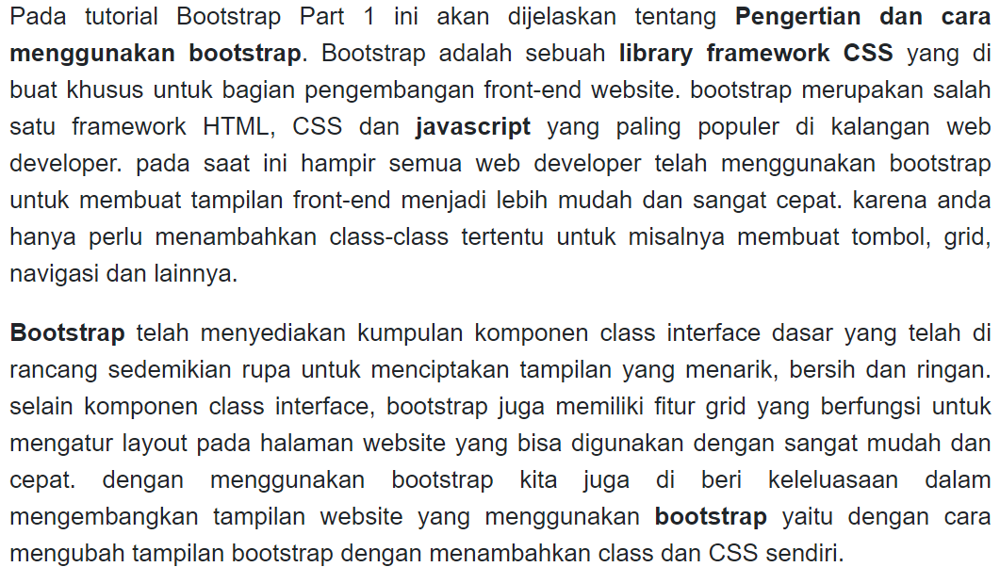 Pada tutorial Bootstrap Part 1 ini akan dijelaskan tentang Pengertian dan cara
menggunakan bootstrap. Bootstrap adalah sebuah library framework CSS yang di
buat khusus untuk bagian pengembangan front-end website. bootstrap merupakan salah
satu framework HTML, CSS dan javascript yang paling populer di kalangan web
developer. pada saat ini hampir semua web developer telah menggunakan bootstrap
untuk membuat tampilan front-end menjadi lebih mudah dan sangat cepat. karena anda
hanya perlu menambahkan class-class tertentu untuk misalnya membuat tombol, grid,
navigasi dan lainnya.
Bootstrap telah menyediakan kumpulan komponen class interface dasar yang telah di
rancang sedemikian rupa untuk menciptakan tampilan yang menarik, bersih dan ringan.
selain komponen class interface, bootstrap juga memiliki fitur grid yang berfungsi untuk
mengatur layout pada halaman website yang bisa digunakan dengan sangat mudah dan
cepat. dengan menggunakan bootstrap kita juga di beri keleluasaan dalam
mengembangkan tampilan website yang menggunakan bootstrap yaitu dengan cara
mengubah tampilan bootstrap dengan menambahkan class dan CSS sendiri.